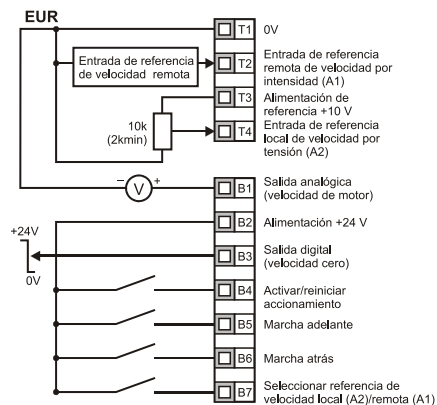 EUR
T1 0V
Entrada de referencia
de velocidad remota
T2 Entrada de referencia
remota de velocidad por
intensidad (A1)
T3 Alimentación de
referencia +10 V
10k
(2kmin)
T4 Entrada de referencia
local de velocidad por
tensión (A2)
– V +
B1 Salida analógica
(velocidad de motor)
B2 Alimentación +24 V
+24V
0V
B3 Salida digital
(velocidad cero)
B4 Activar/reiniciar
accionamiento
B5 Marcha adelante
B6 Marcha atrás
B7 Seleccionar referencia de
velocidad local (A2)/remota (A1)